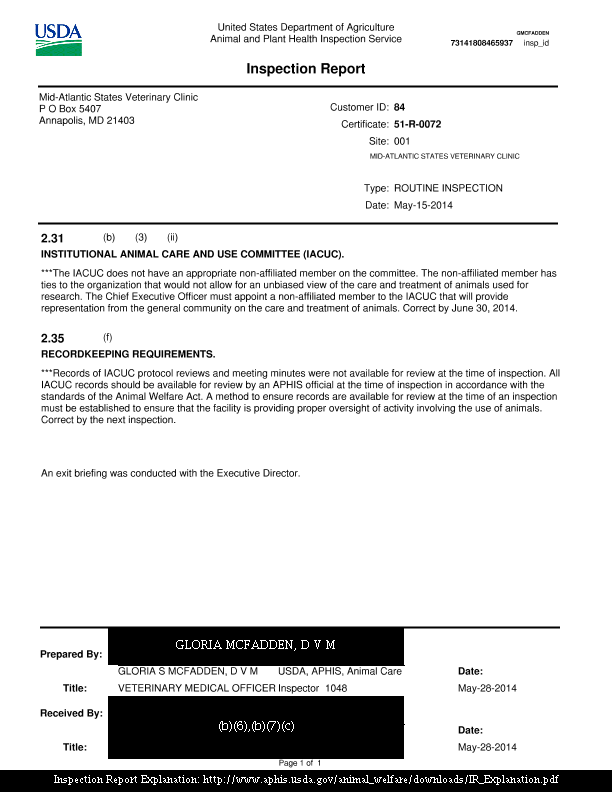 USDA
United States Department of Agriculture
Animal and Plant Health Inspection Service
GMCFADDEN
73141808465937 insp_id
Inspection Report
Mid-Atlantic States Veterinary Clinic
P O Box 5407
Annapolis, MD 21403
Customer ID: 84
Certificate: 51-R-0072
Site: 001
MID-ATLANTIC STATES VETERINARY CLINIC
Type: ROUTINE INSPECTION
Date: May-15-2014
2.31 (b) (3) (ii)
INSTITUTIONAL ANIMAL CARE AND USE COMMITTEE (IACUC).
***The IACUC does not have an appropriate non-affiliated member on the committee. The non-affiliated member has
ties to the organization that would not allow for an unbiased view of the care and treatment of animals used for
research. The Chief Executive Officer must appoint a non-affiliated member to the IACUC that will provide
representation from the general community on the care and treatment of animals. Correct by June 30, 2014.
2.35 (f)
RECORDKEEPING REQUIREMENTS.
***Records of IACUC protocol reviews and meeting minutes were not available for review at the time of inspection. All
IACUC records should be available for review by an APHIS official at the time of inspection in accordance with the
standards of the Animal Welfare Act. A method to ensure records are available for review at the time of an inspection
must be established to ensure that the facility is providing proper oversight of activity involving the use of animals.
Correct by the next inspection.
An exit briefing was conducted with the Executive Director.
GLORIA MCFADDEN, D V M
Prepared By:
GLORIA S MCFADDEN, D V M USDA, APHIS, Animal Care Date:
Title: VETERINARY MEDICAL OFFICER Inspector 1048 May-28-2014
Received By:
(b)(6),(b)(7)(c)
Date:
Title: May-28-2014
Page 1 of 1
Inspection Report Explanation: http://www.aphis.usda.gov/animal_welfare/downloads/IR_Explanation.pdf